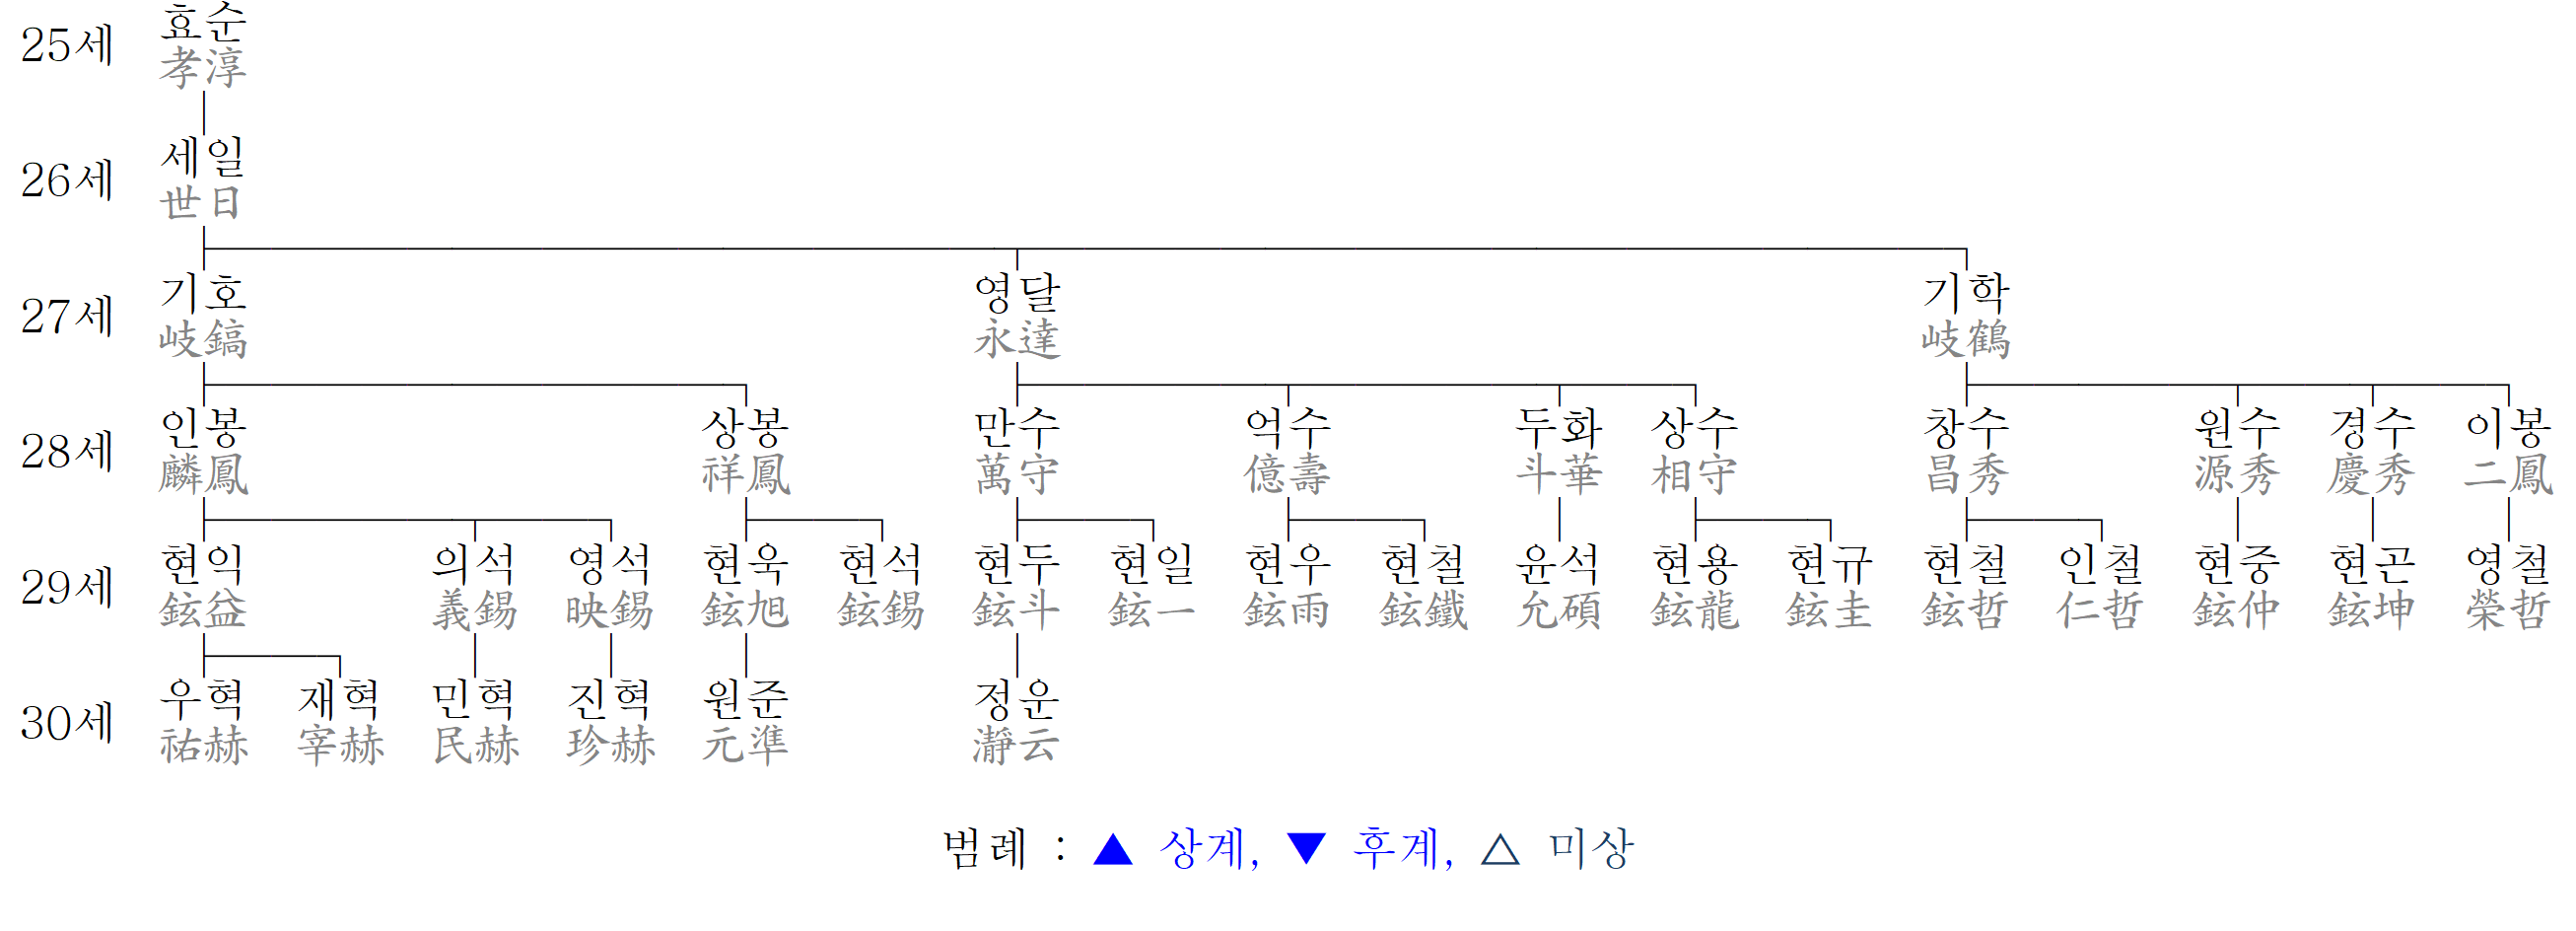 25세 효순
孝淳
26세 세일
世日
27세 기호 영달 기학
岐鎬 永達 岐鶴
28세 인봉 상봉 만수 억수 두화 상수 창수 원수 경수 이봉
麟鳳 祥鳳 萬守 億壽 斗華 相守 昌秀 源秀 慶秀 二鳳
29세 현익 의석 영석 현욱 현석 현두 현일 현우 현철 윤석 현용 현규 현철 인철 현중 현곤 영철
鉉益 義錫 映錫 鉉旭 鉉錫 鉉斗 鉉一 鉉雨 鉉鐵 允碩 鉉龍 鉉圭 鉉哲 仁哲 鉉仲 鉉坤 榮哲
30세 우혁 재혁 민혁 진혁 원준 정운
祐赫 宰赫 民赫 珍赫 元準 瀞云
범례 : ▲ 상계, ▼ 후계, △ 미상